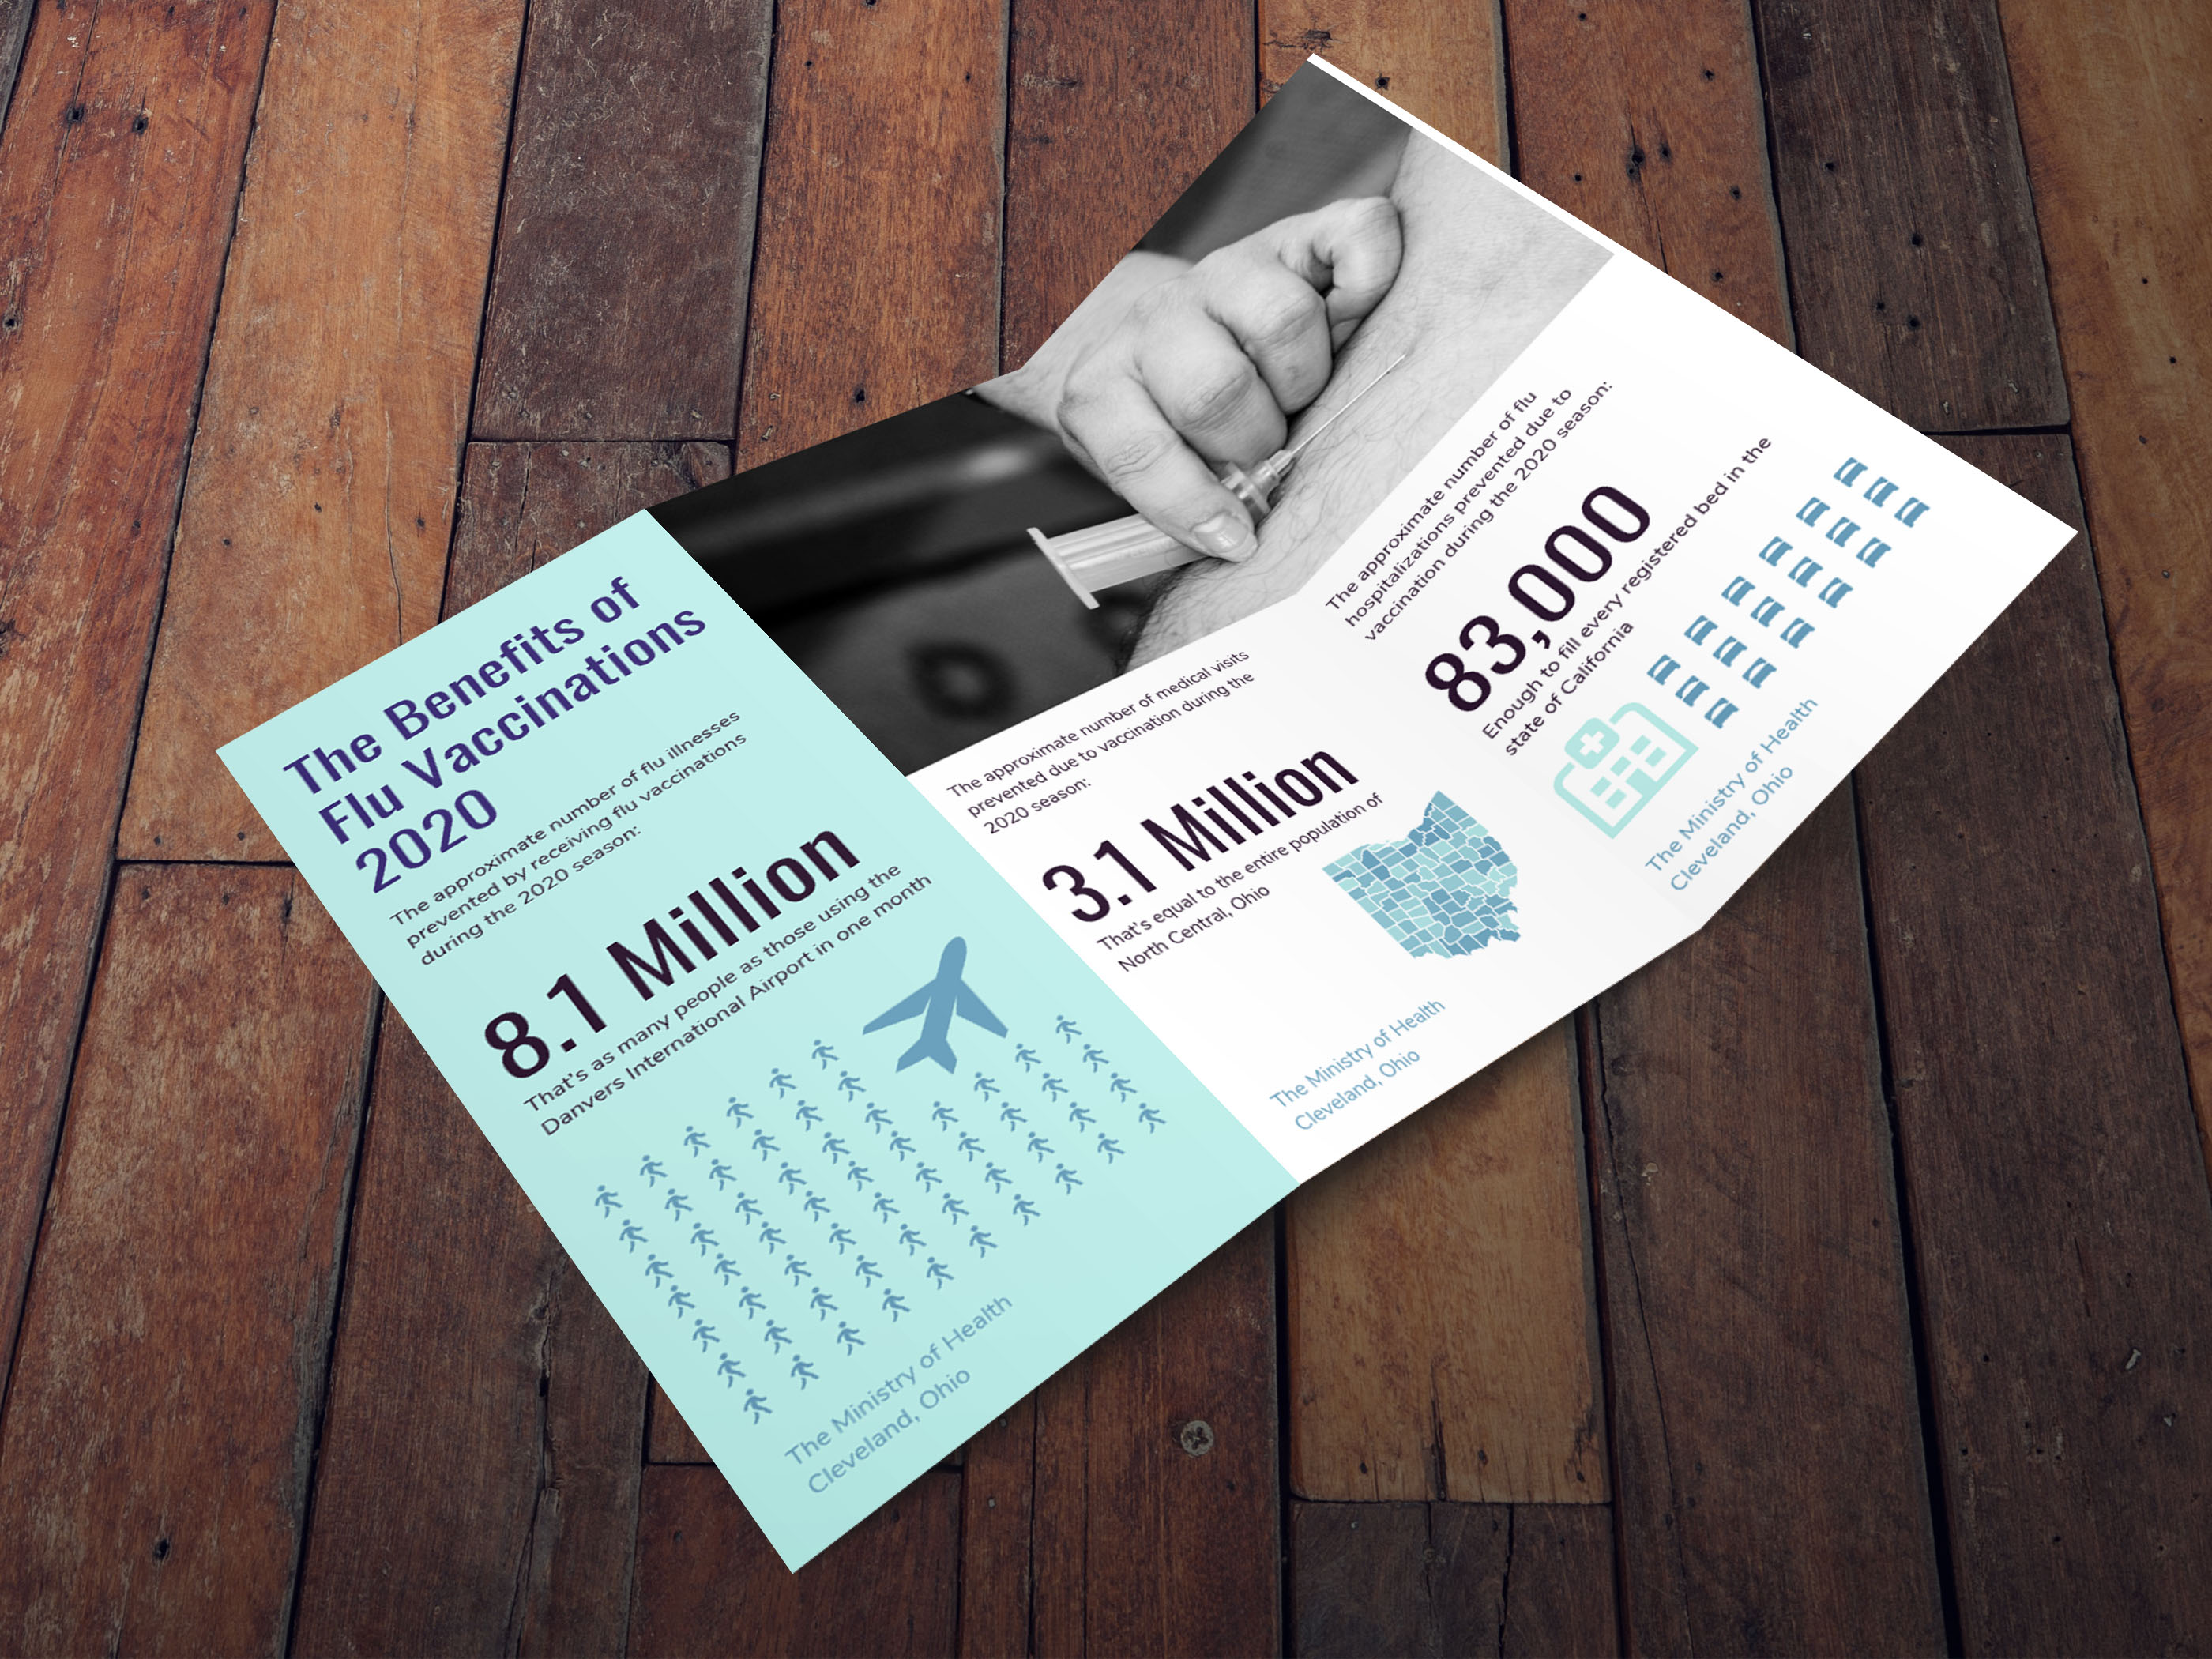 The Benefits of
Flu Vaccinations
2020
The approximate number of flu illnesses
prevented by receiving flu vaccinations
during the 2020 season:
8.1 Million
That's as many people as those using the
Danvers International Airport in one month
The Ministry of Health
Cleveland, Ohio
The approximate number of medical visits
prevented due to vaccination during the
2020 season:
3.1 Million
That's equal to the entire population of
North Central, Ohio
The Ministry of Health
Cleveland, Ohio
The approximate number of flu
hospitalizations prevented due to
vaccination during the 2020 season:
83,000
Enough to fill every registered bed in the
state of California
The Ministry of Health
Cleveland, Ohio